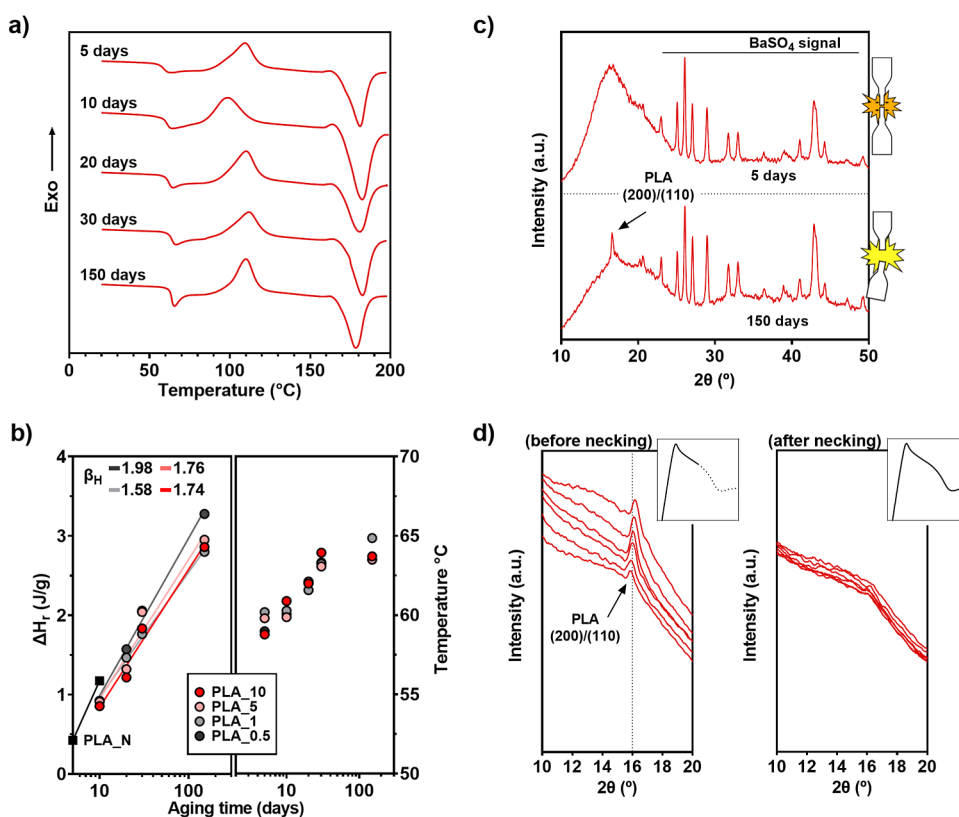 a)
5 days
10 days
20 days
30 days
150 days
Exo
0 50 100 150 200
Temperature (°C)
b)
4
3
2
1
0
ΔHᵣ (J/g)
βH
1.98 1.76
1.58 1.74
PLA_N
PLA_10
PLA_5
PLA_1
PLA_0.5
10 100 10 100
Aging time (days)
70
65
60
55
50
Temperature °C
c)
BaSO₄ signal
PLA
(200)/(110)
5 days
150 days
Intensity (a.u.)
10 20 30 40 50
2θ (º)
d)
(before necking)
PLA
(200)/(110)
Intensity (a.u.)
10 12 14 16 18 20
2θ (º)
(after necking)
Intensity (a.u.)
10 12 14 16 18 20
2θ (º)